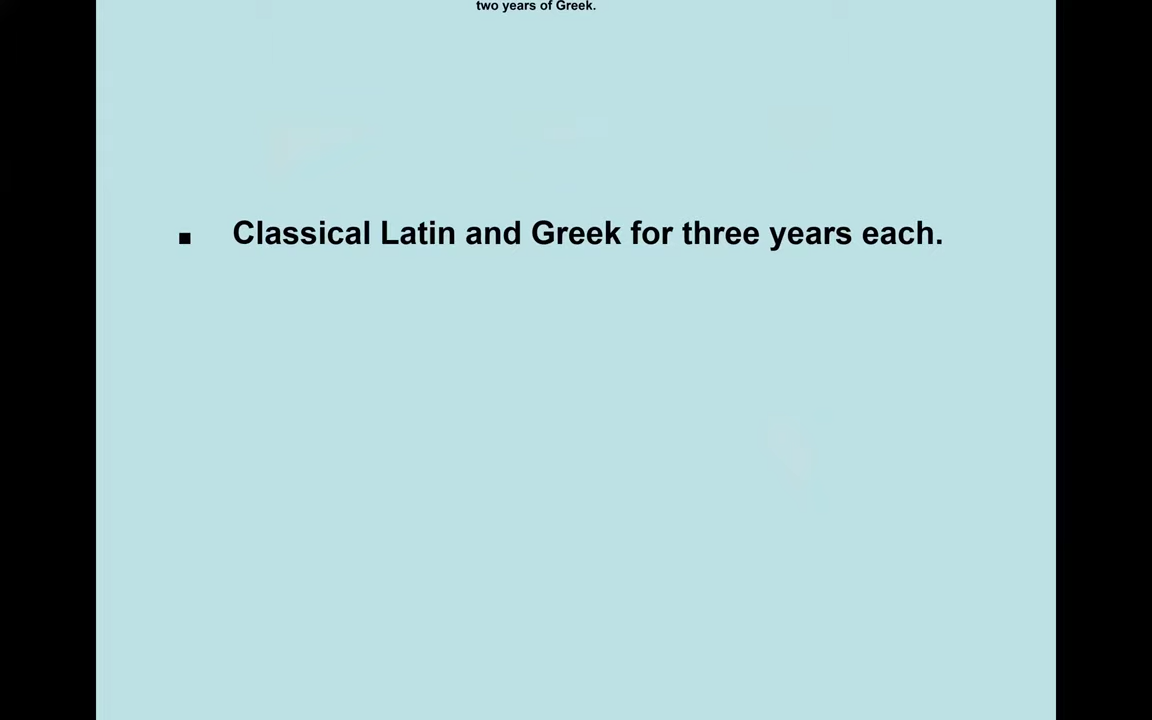 two years of Greek.
▪ Classical Latin and Greek for three years each.